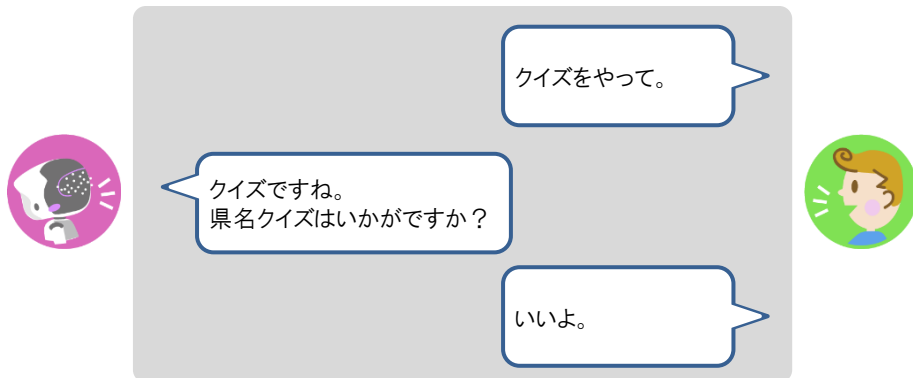 クイズをやって。
クイズですね。
県名クイズはいかがですか？
いいよ。